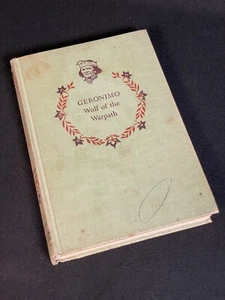 GERONIMO
Wolf of the
Warpath